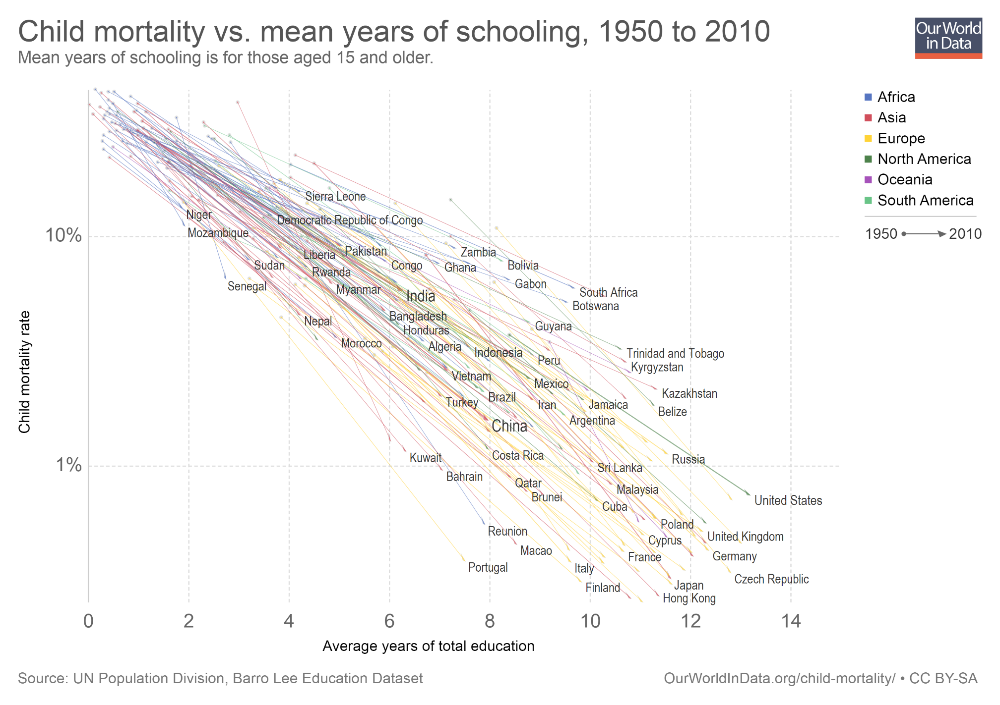 Child mortality vs. mean years of schooling, 1950 to 2010
Mean years of schooling is for those aged 15 and older.
Our World
in Data
Africa
Asia
Europe
North America
Oceania
South America
1950
2010
Child mortality rate
10%
1%
Sierra Leone
Niger
Democratic Republic of Congo
Mozambique
Pakistan
Zambia
Liberia
Sudan
Congo
Ghana
Bolivia
Rwanda
Senegal
Myanmar
Gabon
India
South Africa
Botswana
Bangladesh
Nepal
Honduras
Guyana
Morocco
Algeria
Indonesia
Peru
Trinidad and Tobago
Kyrgyzstan
Vietnam
Mexico
Kazakhstan
Brazil
Turkey
Iran
Jamaica
Belize
Argentina
China
Kuwait
Costa Rica
Russia
Sri Lanka
Bahrain
Qatar
Malaysia
Brunei
United States
Cuba
Reunion
Poland
Cyprus
United Kingdom
Macao
Portugal
Italy
France
Germany
Czech Republic
Finland
Japan
Hong Kong
0
2
4
6
8
10
12
14
Average years of total education
Source: UN Population Division, Barro Lee Education Dataset
OurWorldInData.org/child-mortality/ • CC BY-SA